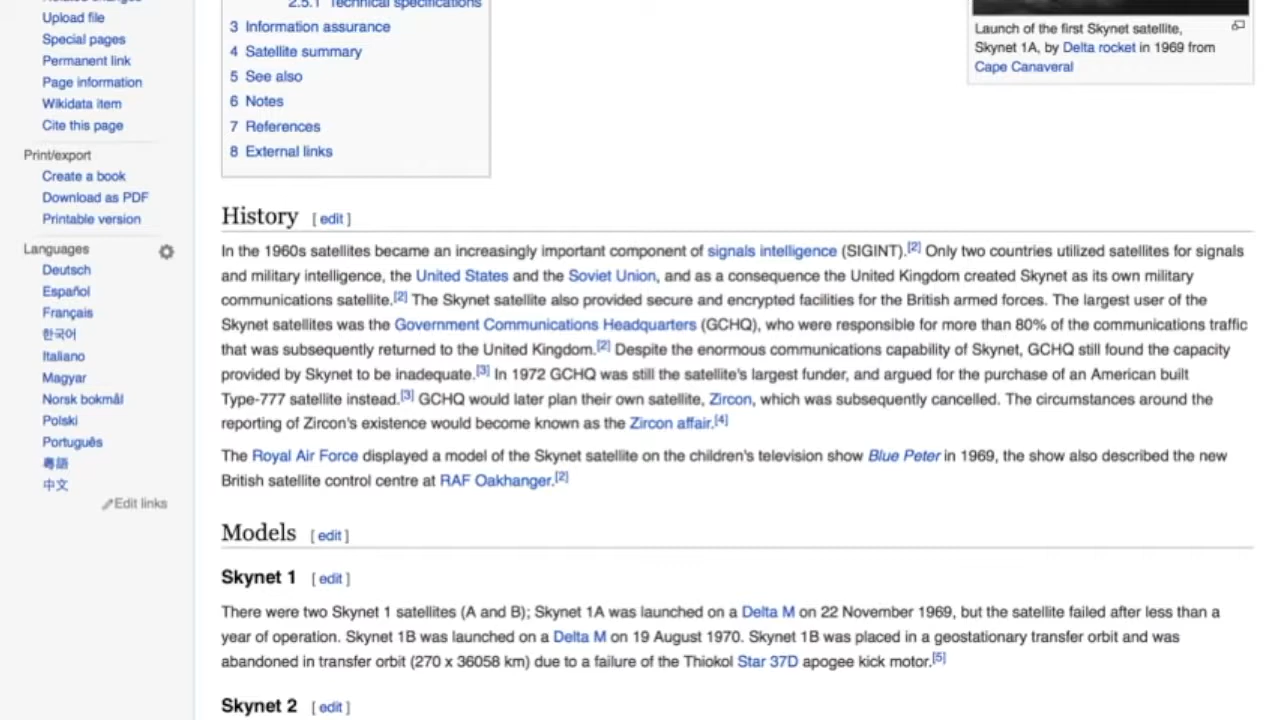 Upload file
Special pages
Permanent link
Page information
Wikidata item
Cite this page
Print/export
Create a book
Download as PDF
Printable version
Languages
Deutsch
Español
Français
한국어
Italiano
Magyar
Norsk bokmål
Polski
Português
粵語
中文
Edit links
2.5.1 Technical specifications
3 Information assurance
4 Satellite summary
5 See also
6 Notes
7 References
8 External links
Launch of the first Skynet satellite,
Skynet 1A, by Delta rocket in 1969 from
Cape Canaveral
History [ edit ]
In the 1960s satellites became an increasingly important component of signals intelligence (SIGINT).[2] Only two countries utilized satellites for signals
and military intelligence, the United States and the Soviet Union, and as a consequence the United Kingdom created Skynet as its own military
communications satellite.[2] The Skynet satellite also provided secure and encrypted facilities for the British armed forces. The largest user of the
Skynet satellites was the Government Communications Headquarters (GCHQ), who were responsible for more than 80% of the communications traffic
that was subsequently returned to the United Kingdom.[2] Despite the enormous communications capability of Skynet, GCHQ still found the capacity
provided by Skynet to be inadequate.[3] In 1972 GCHQ was still the satellite's largest funder, and argued for the purchase of an American built
Type-777 satellite instead.[3] GCHQ would later plan their own satellite, Zircon, which was subsequently cancelled. The circumstances around the
reporting of Zircon's existence would become known as the Zircon affair.[4]
The Royal Air Force displayed a model of the Skynet satellite on the children's television show Blue Peter in 1969, the show also described the new
British satellite control centre at RAF Oakhanger.[2]
Models [ edit ]
Skynet 1 [ edit ]
There were two Skynet 1 satellites (A and B); Skynet 1A was launched on a Delta M on 22 November 1969, but the satellite failed after less than a
year of operation. Skynet 1B was launched on a Delta M on 19 August 1970. Skynet 1B was placed in a geostationary transfer orbit and was
abandoned in transfer orbit (270 x 36058 km) due to a failure of the Thiokol Star 37D apogee kick motor.[5]
Skynet 2 [ edit ]